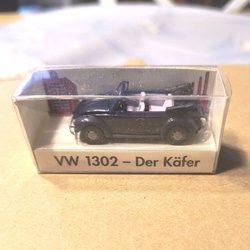 VW 1302 – Der Käfer